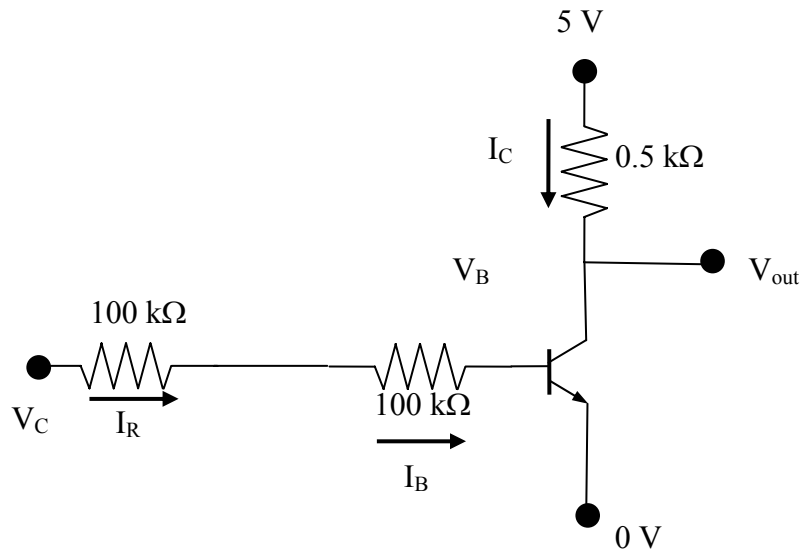 5 V
I_C
0.5 kΩ
V_B
V_out
100 kΩ
V_C
I_R
100 kΩ
I_B
0 V